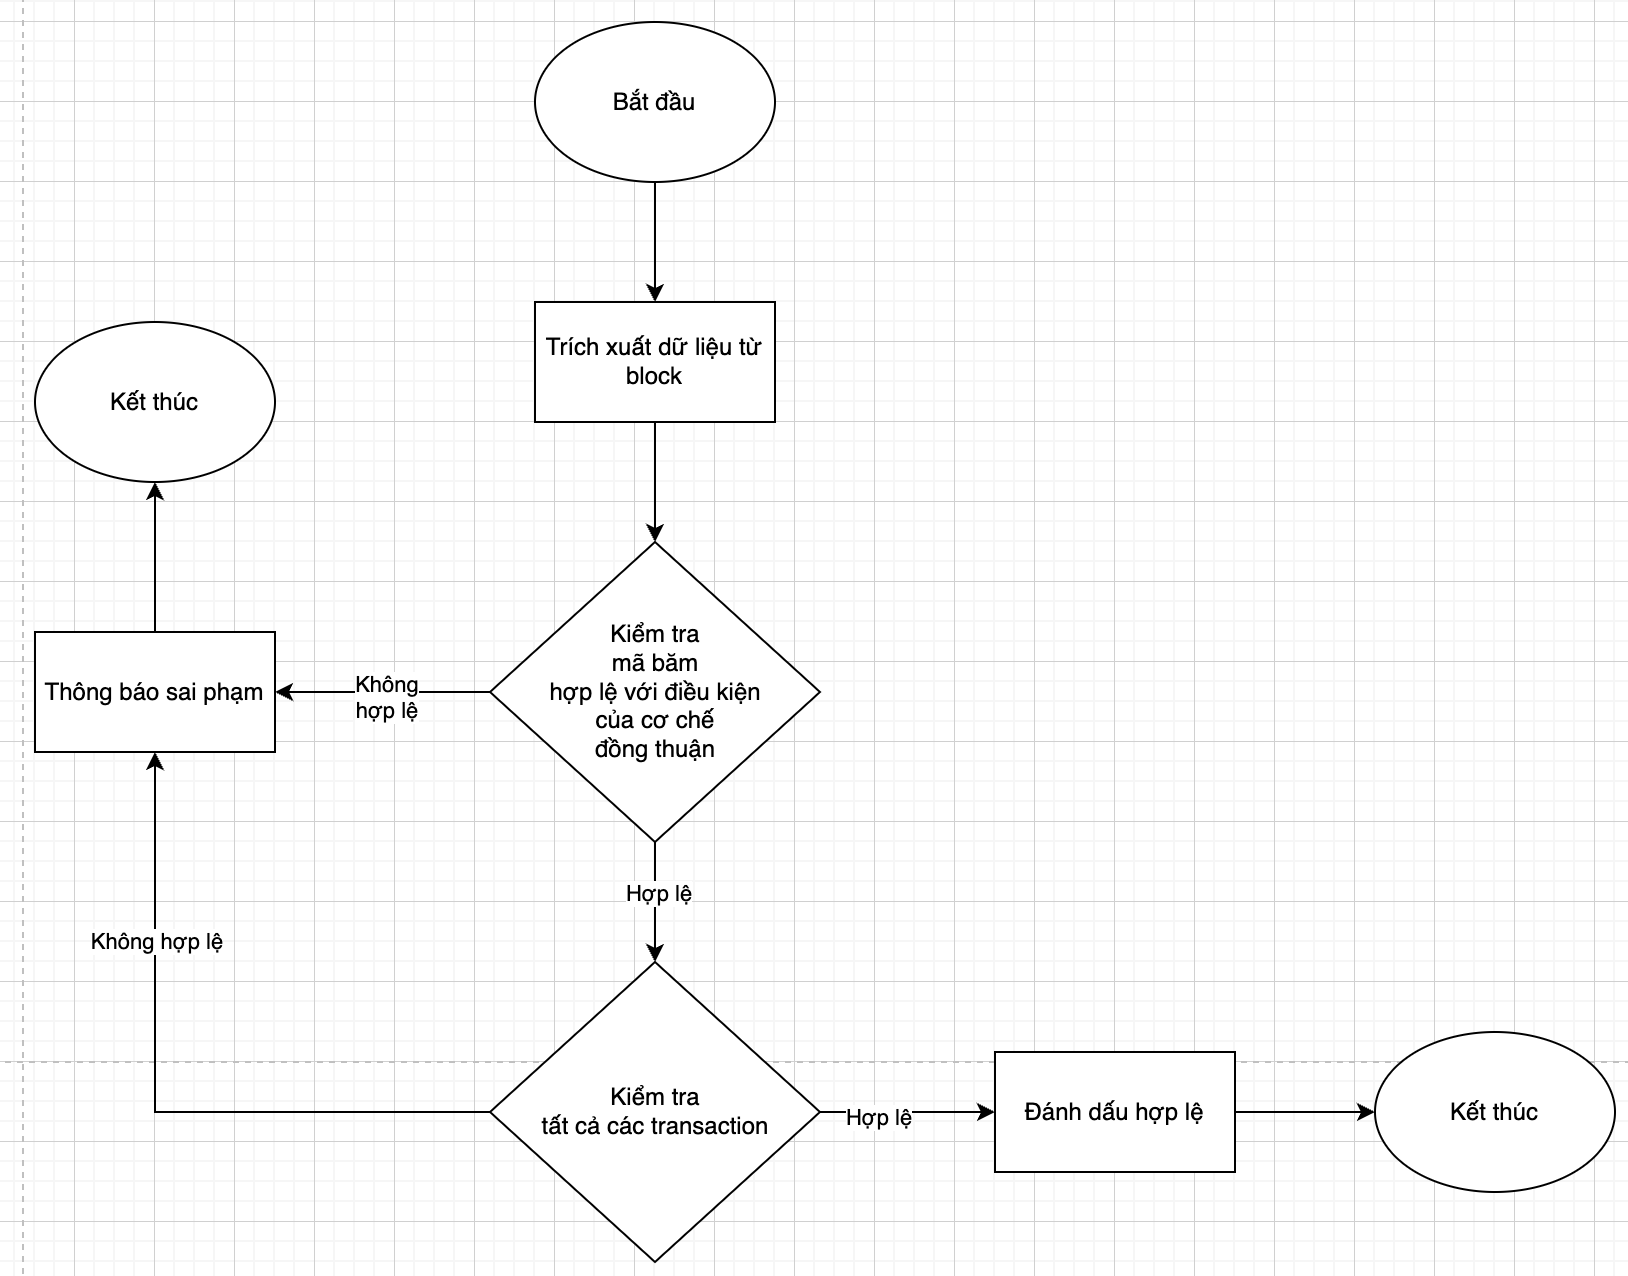 Bắt đầu
Trích xuất dữ liệu từ
block
Kết thúc
Kiểm tra
mã băm
hợp lệ với điều kiện
của cơ chế
đồng thuận
Không
hợp lệ
Thông báo sai phạm
Hợp lệ
Không hợp lệ
Kiểm tra
tất cả các transaction
Hợp lệ
Đánh dấu hợp lệ
Kết thúc